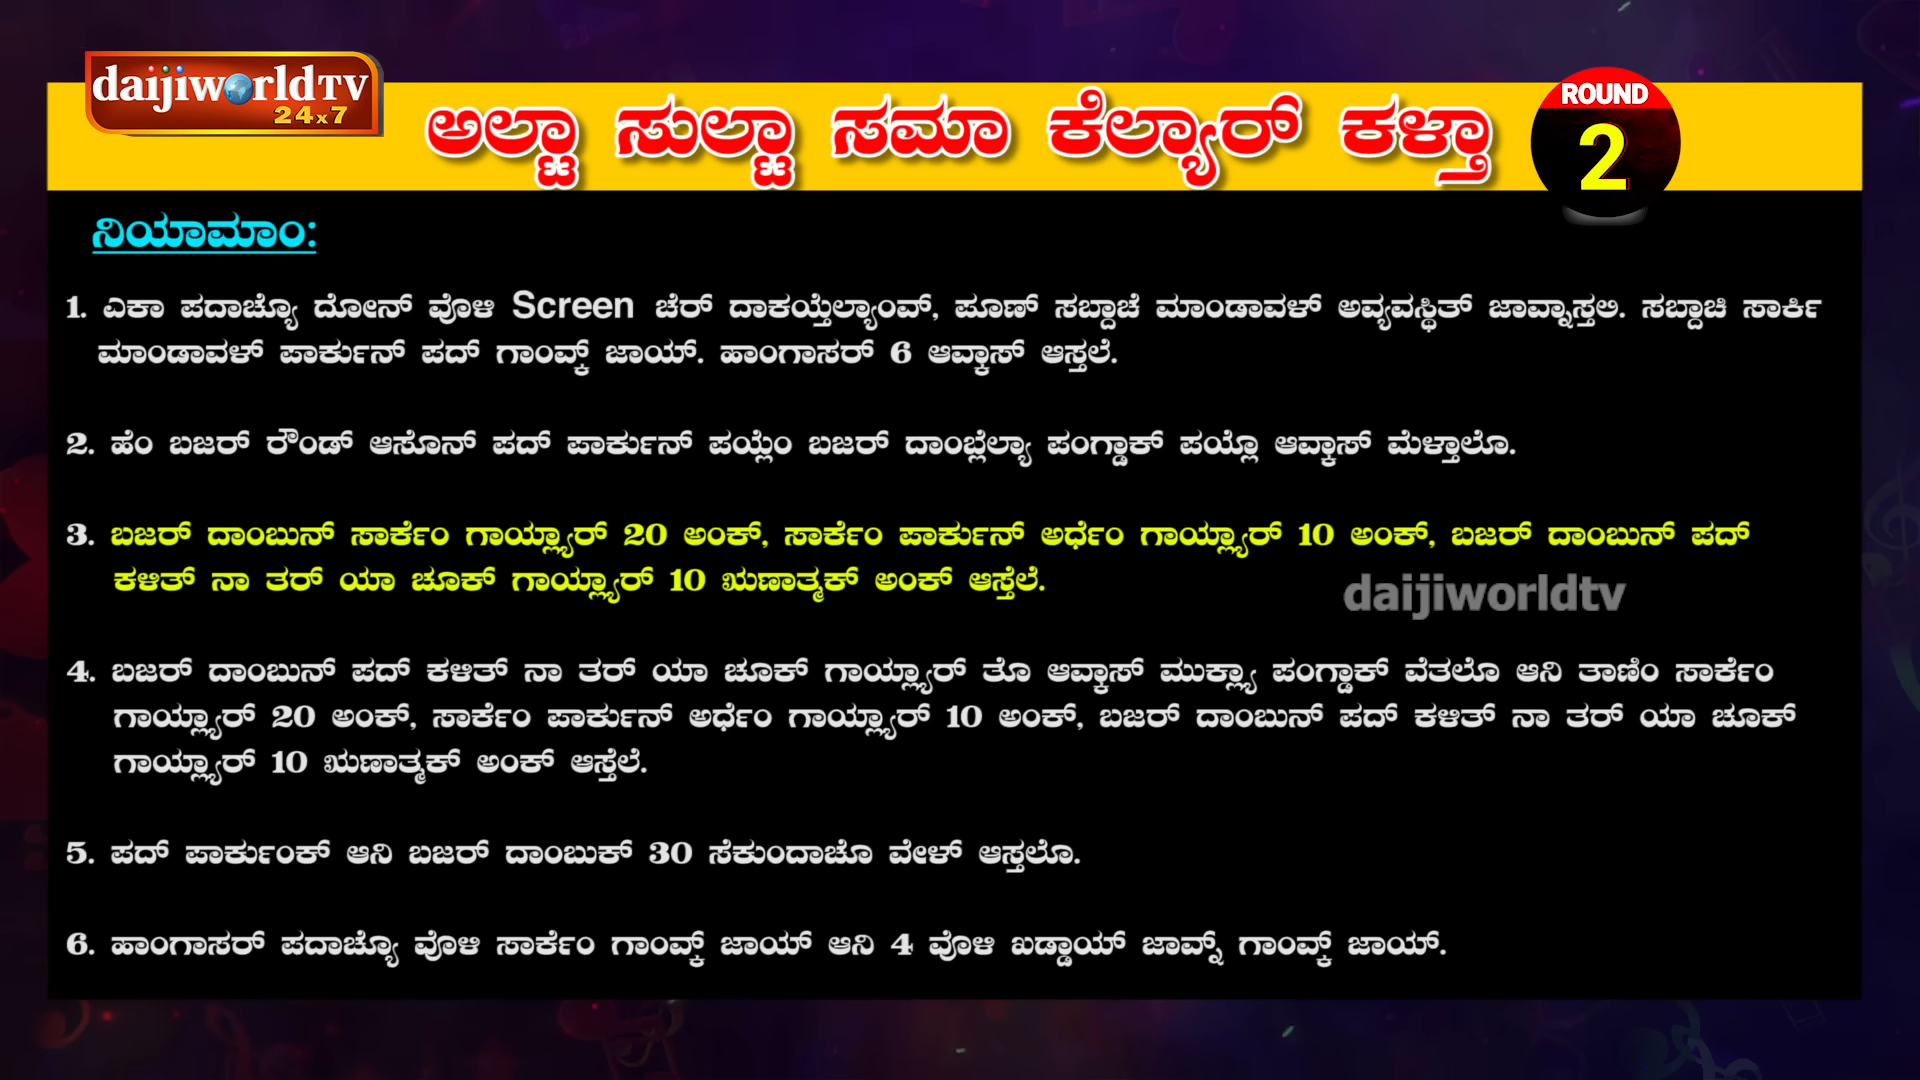 daijiworldTV
24x7
ಅಲ್ಟಾ ಸುಲ್ಟಾ ಸಮಾ ಕೆಲ್ಯಾರ್ ಕಳ್ತಾ
ROUND
2
ನಿಯಾಮಾಂ:
1. ಎಕಾ ಪದಾಚ್ಯೊ ದೋನ್ ವೊಳಿ Screen ಚೆರ್ ದಾಕಯ್ತೆಲ್ಯಾಂವ್, ಪೂಣ್ ಸಬ್ದಾಚೆ ಮಾಂಡಾವಳ್ ಅವ್ಯವಸ್ಥಿತ್ ಜಾವ್ನಾಸ್ತಲಿ. ಸಬ್ದಾಚಿ ಸಾರ್ಕಿ
ಮಾಂಡಾವಳ್ ಪಾರ್ಕುನ್ ಪದ್ ಗಾಂವ್ಕ್ ಜಾಯ್. ಹಾಂಗಾಸರ್ 6 ಆವ್ಕಾಸ್ ಆಸ್ತಲೆ.
2. ಹೆಂ ಬಜರ್ ರೌಂಡ್ ಆಸೊನ್ ಪದ್ ಪಾರ್ಕುನ್ ಪಯ್ಲೆಂ ಬಜರ್ ದಾಂಬ್ಲೆಲ್ಯಾ ಪಂಗ್ಡಾಕ್ ಪಯ್ಲೊ ಆವ್ಕಾಸ್ ಮೆಳ್ತಾಲೊ.
3. ಬಜರ್ ದಾಂಬುನ್ ಸಾರ್ಕೆಂ ಗಾಯ್ಲ್ಯಾರ್ 20 ಅಂಕ್, ಸಾರ್ಕೆಂ ಪಾರ್ಕುನ್ ಅರ್ಧೆಂ ಗಾಯ್ಲ್ಯಾರ್ 10 ಅಂಕ್, ಬಜರ್ ದಾಂಬುನ್ ಪದ್
ಕಳಿತ್ ನಾ ತರ್ ಯಾ ಚೂಕ್ ಗಾಯ್ಲ್ಯಾರ್ 10 ಋಣಾತ್ಮಕ್ ಅಂಕ್ ಆಸ್ತೆಲೆ.
daijiworldtv
4. ಬಜರ್ ದಾಂಬುನ್ ಪದ್ ಕಳಿತ್ ನಾ ತರ್ ಯಾ ಚೂಕ್ ಗಾಯ್ಲ್ಯಾರ್ ತೊ ಆವ್ಕಾಸ್ ಮುಕ್ಲ್ಯಾ ಪಂಗ್ಡಾಕ್ ವೆತಲೊ ಆನಿ ತಾಣಿಂ ಸಾರ್ಕೆಂ
ಗಾಯ್ಲ್ಯಾರ್ 20 ಅಂಕ್, ಸಾರ್ಕೆಂ ಪಾರ್ಕುನ್ ಅರ್ಧೆಂ ಗಾಯ್ಲ್ಯಾರ್ 10 ಅಂಕ್, ಬಜರ್ ದಾಂಬುನ್ ಪದ್ ಕಳಿತ್ ನಾ ತರ್ ಯಾ ಚೂಕ್
ಗಾಯ್ಲ್ಯಾರ್ 10 ಋಣಾತ್ಮಕ್ ಅಂಕ್ ಆಸ್ತೆಲೆ.
5. ಪದ್ ಪಾರ್ಕುಂಕ್ ಆನಿ ಬಜರ್ ದಾಂಬುಕ್ 30 ಸೆಕುಂದಾಚೊ ವೇಳ್ ಆಸ್ತಲೊ.
6. ಹಾಂಗಾಸರ್ ಪದಾಚ್ಯೊ ವೊಳಿ ಸಾರ್ಕೆಂ ಗಾಂವ್ಕ್ ಜಾಯ್ ಆನಿ 4 ವೊಳಿ ಖಡ್ಡಾಯ್ ಜಾವ್ನ್ ಗಾಂವ್ಕ್ ಜಾಯ್.